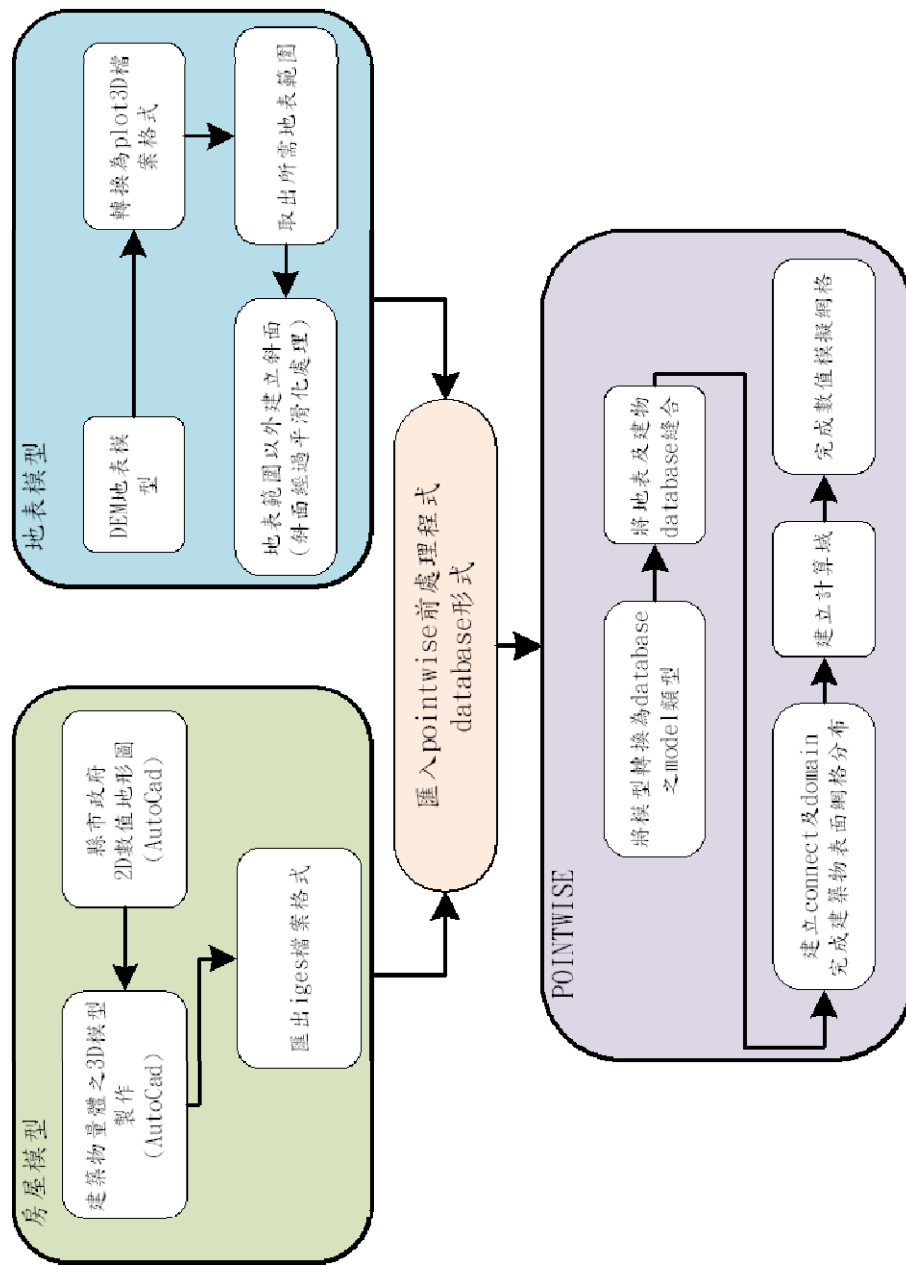 房屋模型
縣市政府
2D數值地形圖
(AutoCad)
建築物量體之3D模型
製作
(AutoCad)
匯出iges檔案格式
地表模型
DEM地表模
型
轉換為plot3D檔
案格式
取出所需地表範圍
地表範圍以外建立斜面
(斜面經過平滑化處理)
匯入pointwise前處理程式
database形式
POINTWISE
將模型轉換為database
之model類型
將地表及建物
database縫合
建立connect及domain
完成建築物表面網格分布
建立計算域
完成數值模擬網格